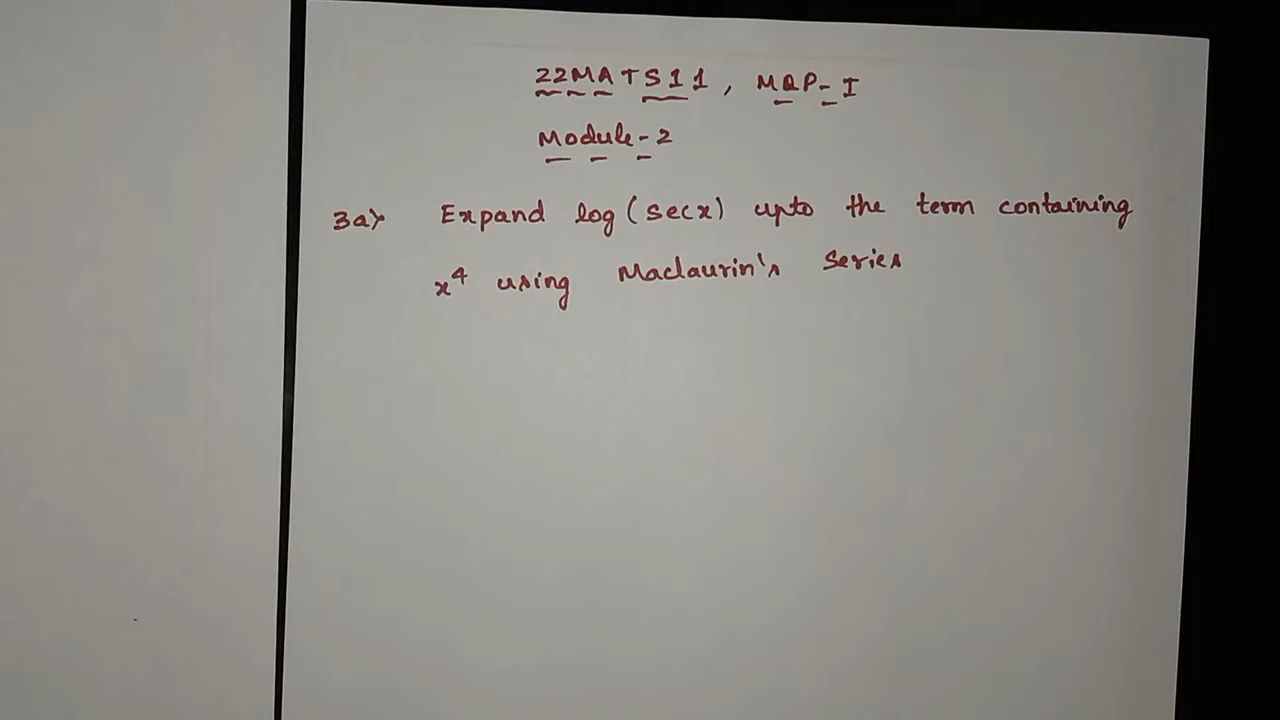 22MATS11, MQP-I
Module-2
3a) Expand log(secx) upto the term containing
x⁴ using Maclaurin's series